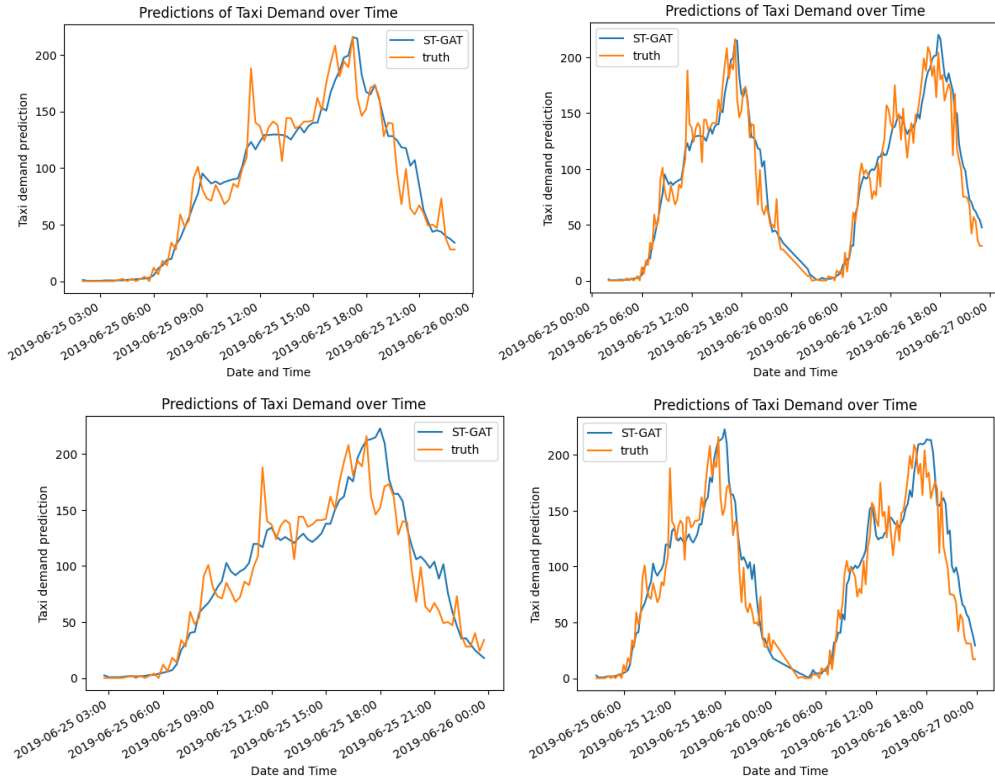 Predictions of Taxi Demand over Time
ST-GAT
truth
Taxi demand prediction
200
150
100
50
0
2019-06-25 03:00
2019-06-25 06:00
2019-06-25 09:00
2019-06-25 12:00
2019-06-25 15:00
2019-06-25 18:00
2019-06-25 21:00
2019-06-26 00:00
Date and Time
Predictions of Taxi Demand over Time
ST-GAT
truth
Taxi demand prediction
200
150
100
50
0
2019-06-25 00:00
2019-06-25 06:00
2019-06-25 12:00
2019-06-25 18:00
2019-06-26 00:00
2019-06-26 06:00
2019-06-26 12:00
2019-06-26 18:00
2019-06-27 00:00
Date and Time
Predictions of Taxi Demand over Time
ST-GAT
truth
Taxi demand prediction
200
150
100
50
0
2019-06-25 03:00
2019-06-25 06:00
2019-06-25 09:00
2019-06-25 12:00
2019-06-25 15:00
2019-06-25 18:00
2019-06-25 21:00
2019-06-26 00:00
Date and Time
Predictions of Taxi Demand over Time
ST-GAT
truth
Taxi demand prediction
200
150
100
50
0
2019-06-25 06:00
2019-06-25 12:00
2019-06-25 18:00
2019-06-26 00:00
2019-06-26 06:00
2019-06-26 12:00
2019-06-26 18:00
2019-06-27 00:00
Date and Time